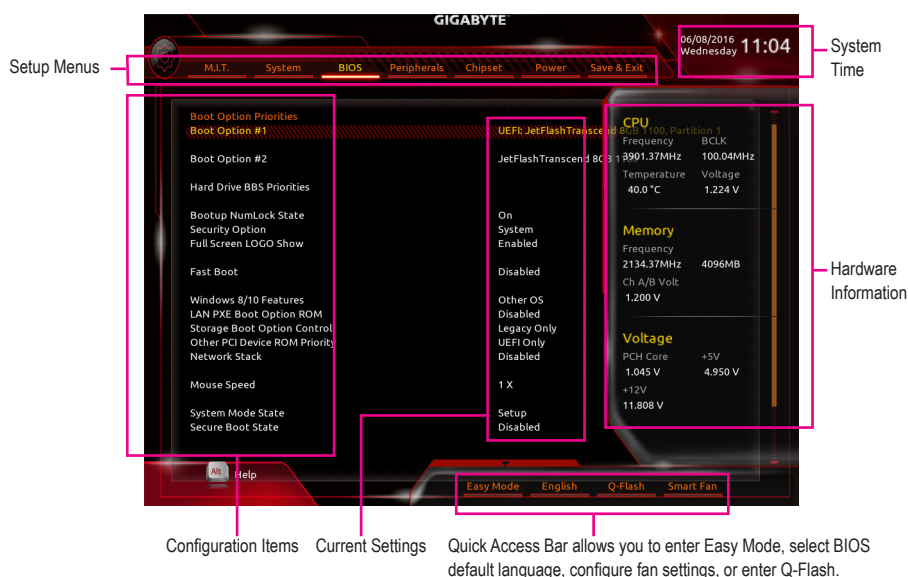 GIGABYTE
06/08/2016
Wednesday 11:04
System
Time
Setup Menus
M.I.T. System BIOS Peripherals Chipset Power Save & Exit
Boot Option Priorities
Boot Option #1 UEFI: JetFlashTranscend 8GB 1100, Partition 1
Boot Option #2 JetFlashTranscend 8GB 1100
Hard Drive BBS Priorities
Bootup NumLock State On
Security Option System
Full Screen LOGO Show Enabled
Fast Boot Disabled
Windows 8/10 Features Other OS
LAN PXE Boot Option ROM Disabled
Storage Boot Option Control Legacy Only
Other PCI Device ROM Priority UEFI Only
Network Stack Disabled
Mouse Speed 1 X
System Mode State Setup
Secure Boot State Disabled
CPU
Frequency BCLK
3901.37MHz 100.04MHz
Temperature Voltage
40.0 °C 1.224 V
Memory
Frequency
2134.37MHz 4096MB
Ch A/B Volt
1.200 V
Voltage
PCH Core +5V
1.045 V 4.950 V
+12V
11.808 V
Hardware
Information
Alt Help
Easy Mode English Q-Flash Smart Fan
Configuration Items
Current Settings
Quick Access Bar allows you to enter Easy Mode, select BIOS
default language, configure fan settings, or enter Q-Flash.